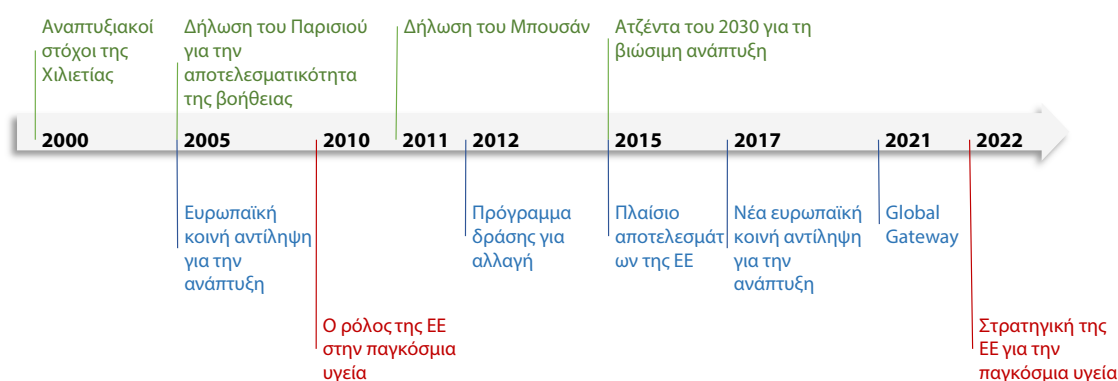 Αναπτυξιακοί
στόχοι της
Χιλιετίας
Δήλωση του Παρισιού
για την
αποτελεσματικότητα
της βοήθειας
Δήλωση του Μπουσάν
Ατζέντα του 2030 για τη
βιώσιμη ανάπτυξη
2000 2005 2010 2011 2012 2015 2017 2021 2022
Ευρωπαϊκή
κοινή αντίληψη
για την
ανάπτυξη
Πρόγραμμα
δράσης για
αλλαγή
Πλαίσιο
αποτελεσμάτ
ων της ΕΕ
Νέα ευρωπαϊκή
κοινή αντίληψη
για την
ανάπτυξη
Global
Gateway
Ο ρόλος της ΕΕ
στην παγκόσμια
υγεία
Στρατηγική της
ΕΕ για την
παγκόσμια υγεία